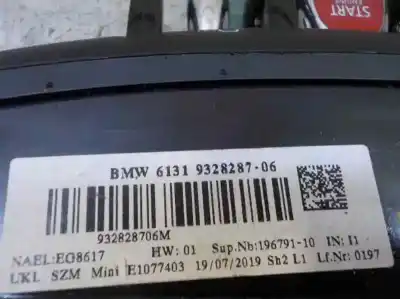 START
ENGINE
BMW 6131 9328287-06
932828706M
NAEL:EG8617 HW: 01 Sup.Nb:196791-10 IN: I1
UKL SZM Mini E1077403 19/07/2019 Sh2 L1 Lf.Nr: 0197